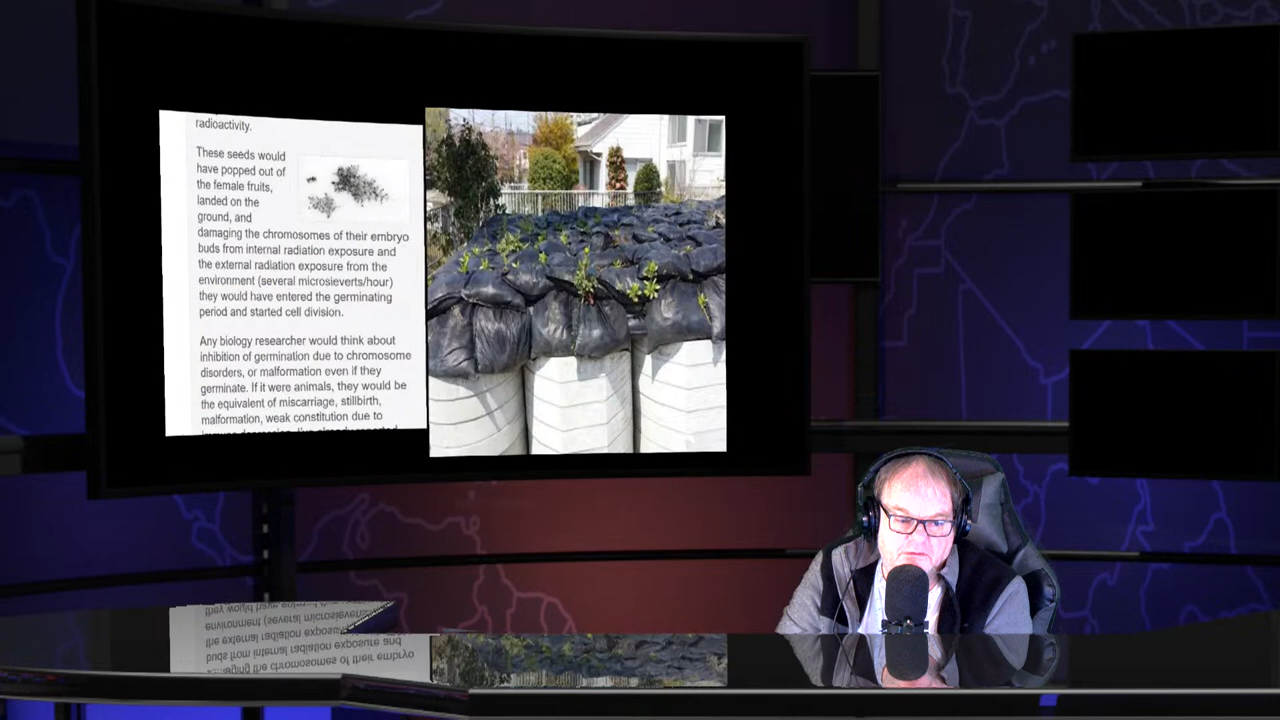 radioactivity.
These seeds would
have popped out of
the female fruits,
landed on the
ground, and
damaging the chromosomes of their embryo
buds from internal radiation exposure and
the external radiation exposure from the
environment (several microsieverts/hour)
they would have entered the germinating
period and started cell division.
Any biology researcher would think about
inhibition of germination due to chromosome
disorders, or malformation even if they
germinate. If it were animals, they would be
the equivalent of miscarriage, stillbirth,
malformation, weak constitution due to